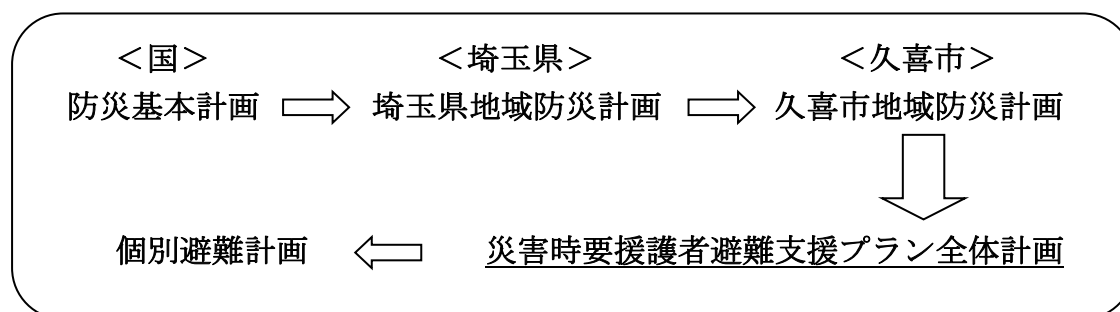 ＜国＞ ＜埼玉県＞ ＜久喜市＞
防災基本計画 埼玉県地域防災計画 久喜市地域防災計画
個別避難計画 災害時要援護者避難支援プラン全体計画